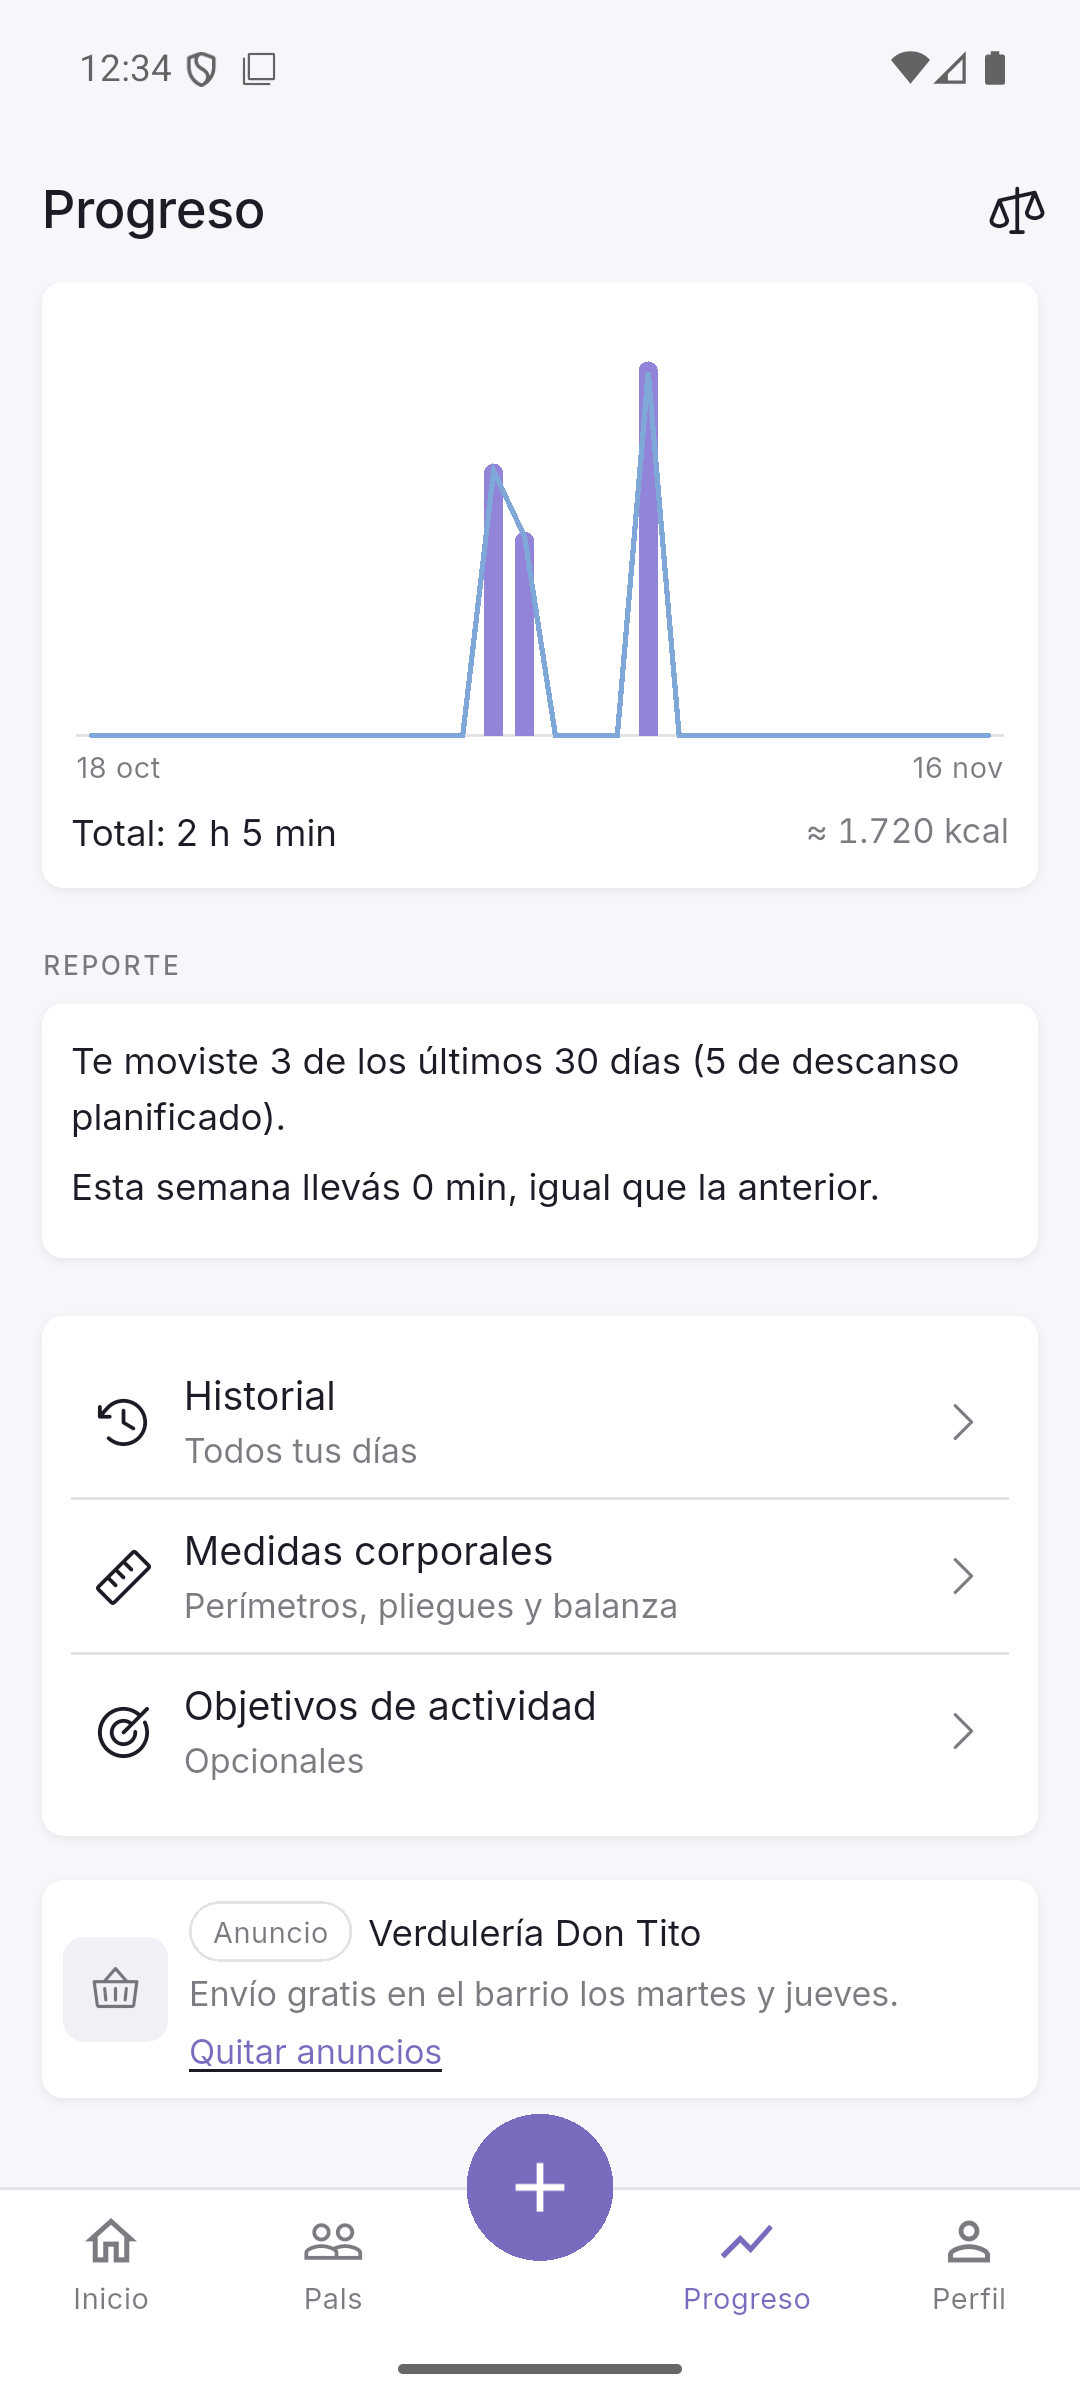 12:34
Progreso
18 oct
16 nov
Total: 2 h 5 min
≈ 1.720 kcal
REPORTE
Te moviste 3 de los últimos 30 días (5 de descanso
planificado).
Esta semana llevás 0 min, igual que la anterior.
Historial
Todos tus días
Medidas corporales
Perímetros, pliegues y balanza
Objetivos de actividad
Opcionales
Anuncio Verdulería Don Tito
Envío gratis en el barrio los martes y jueves.
Quitar anuncios
Inicio
Pals
Progreso
Perfil